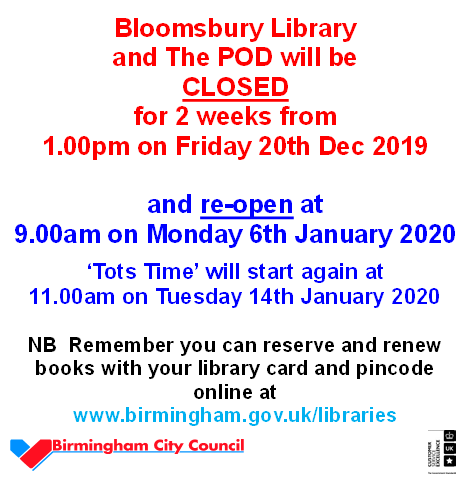 Bloomsbury Library
and The POD will be
CLOSED
for 2 weeks from
1.00pm on Friday 20th Dec 2019
and re-open at
9.00am on Monday 6th January 2020
‘Tots Time’ will start again at
11.00am on Tuesday 14th January 2020
NB  Remember you can reserve and renew
books with your library card and pincode
online at
www.birmingham.gov.uk/libraries
Birmingham City Council
CUSTOMER
SERVICE
EXCELLENCE
UK